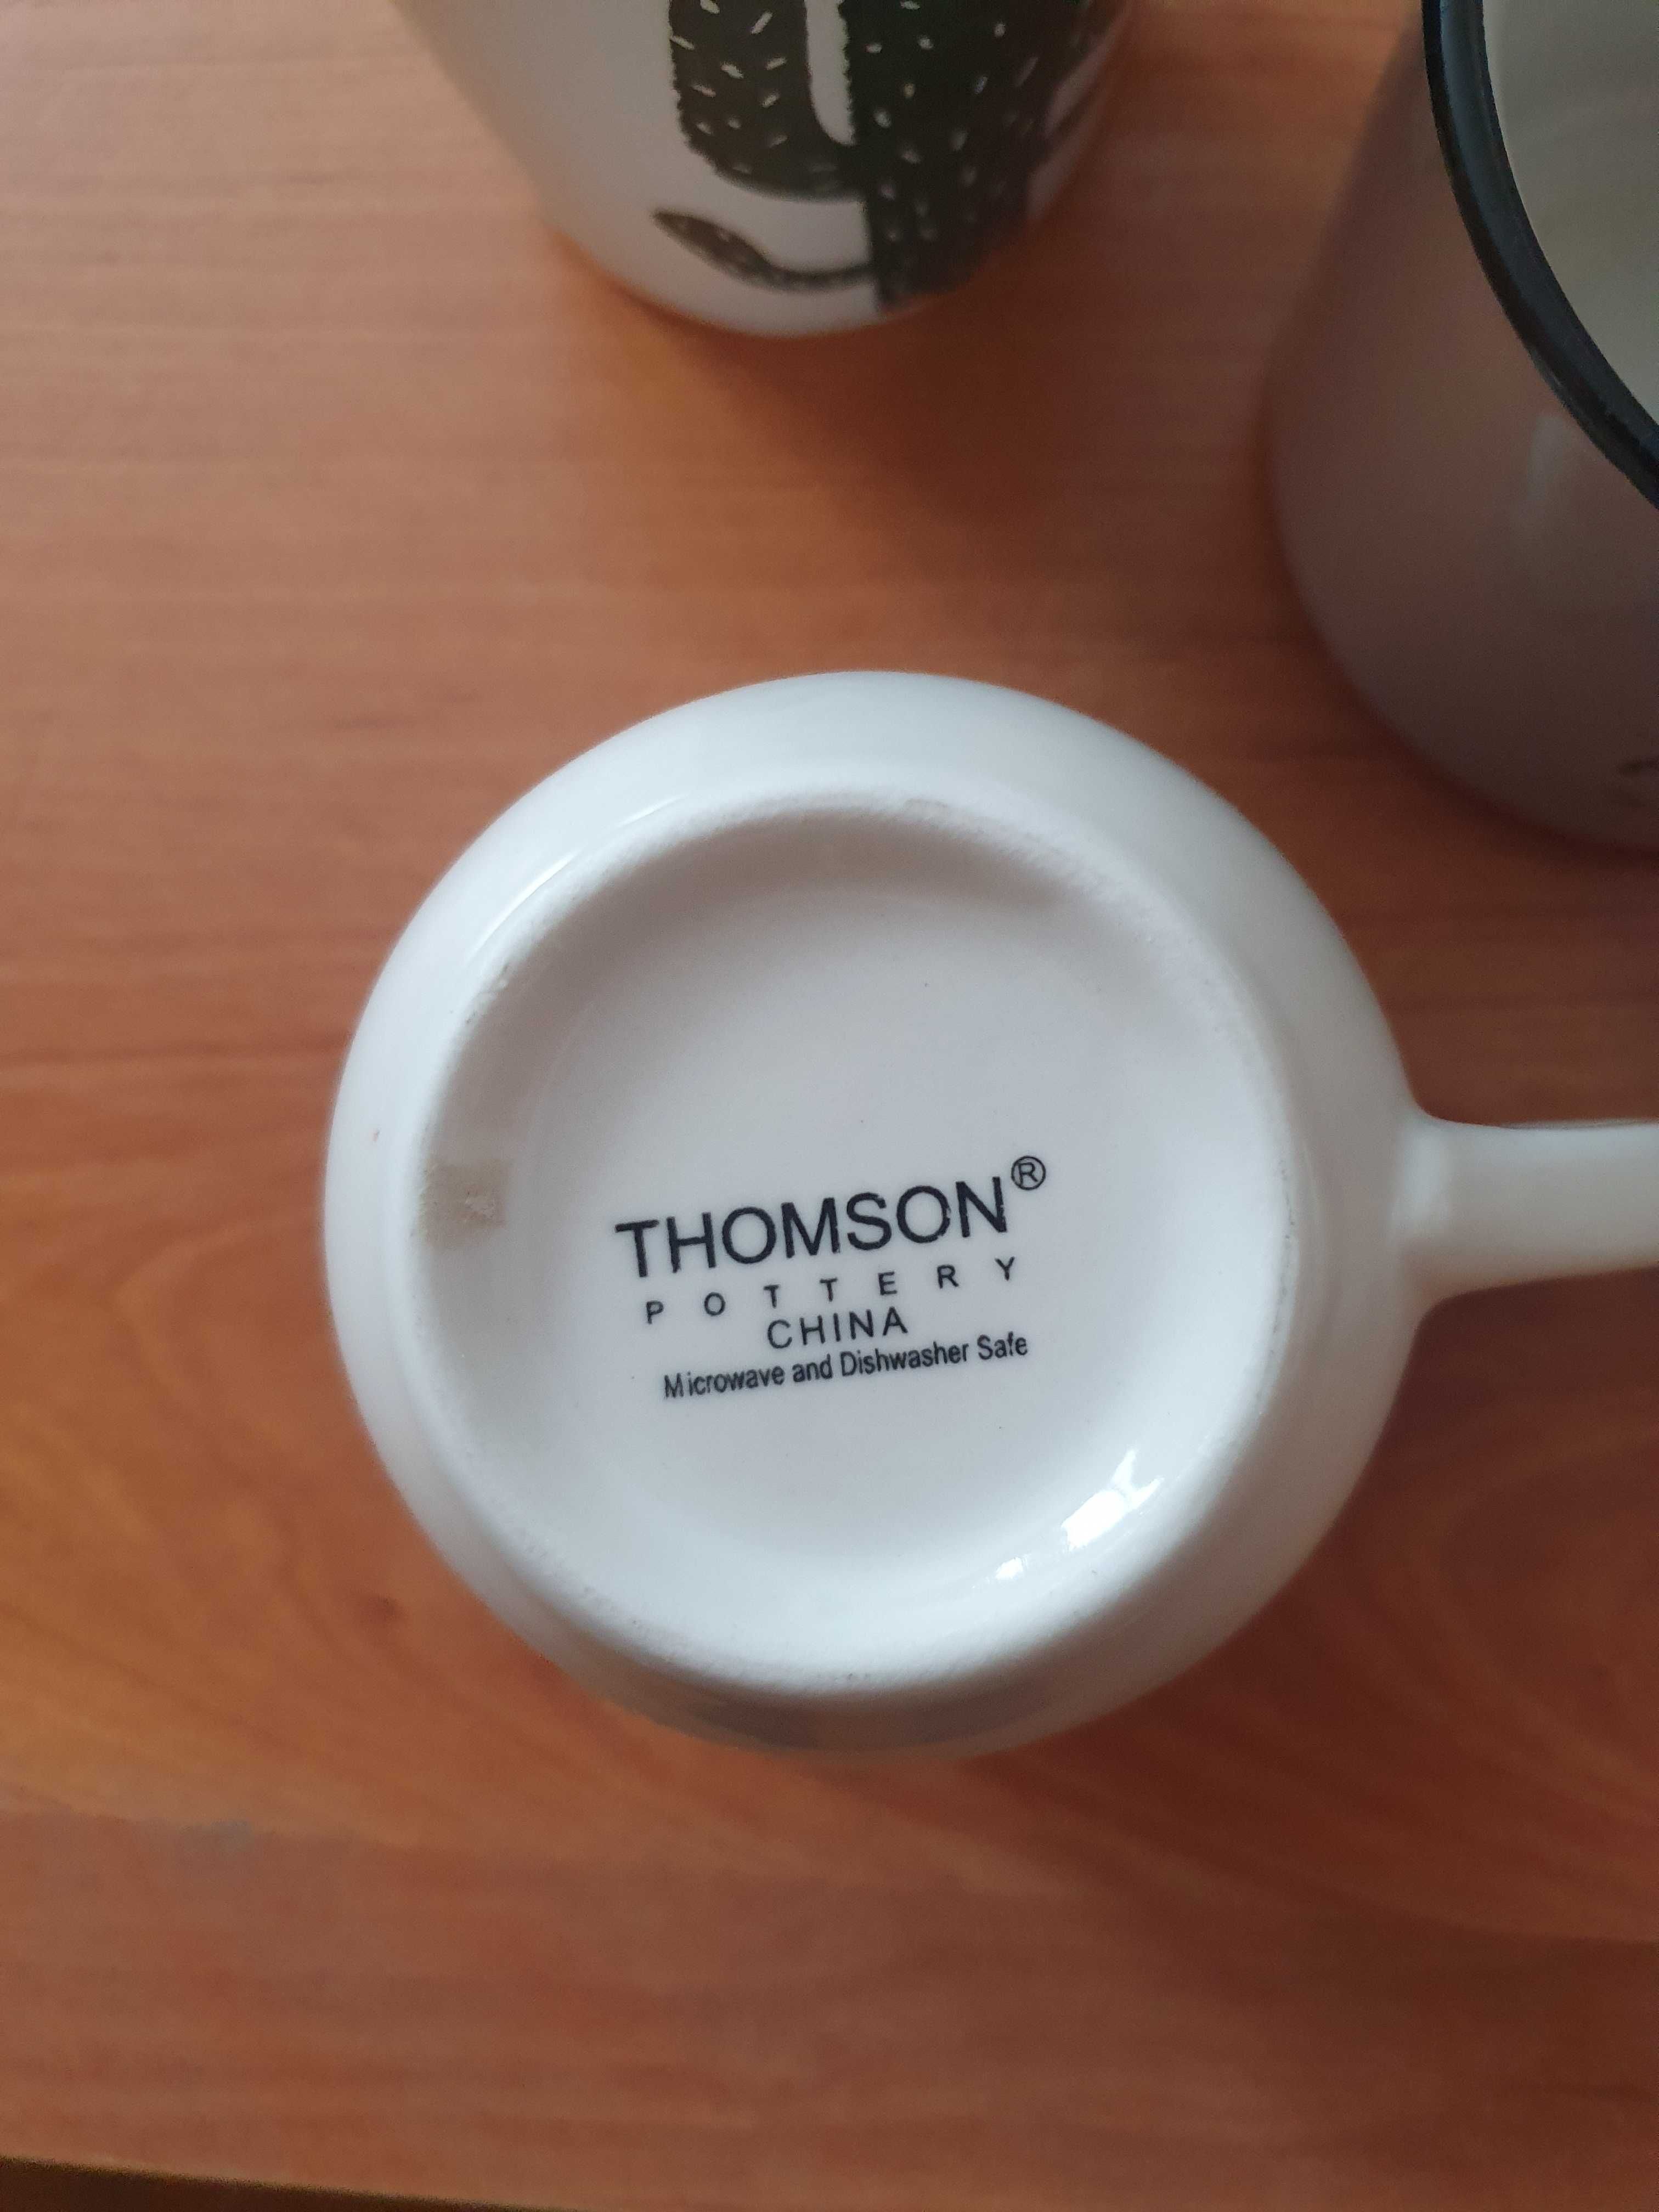 THOMSON®
POTTERY
CHINA
Microwave and Dishwasher Safe